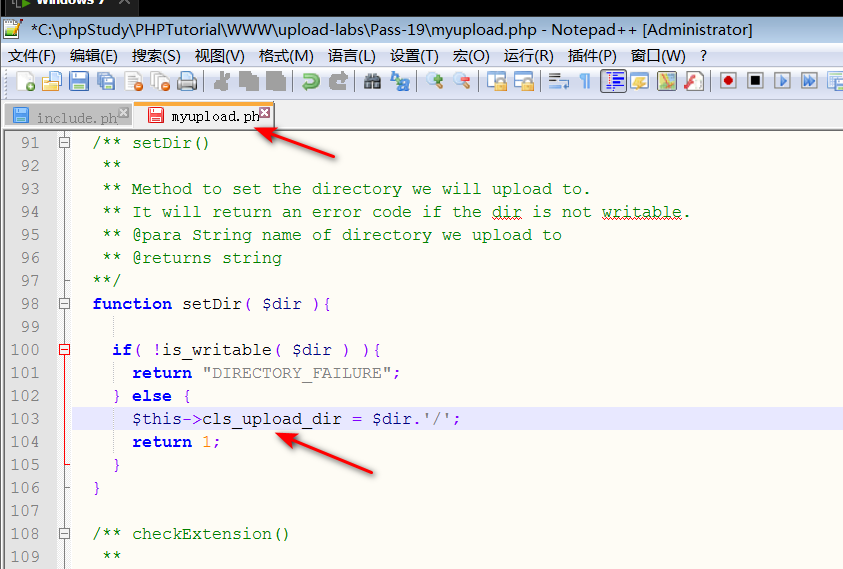 Windows 7
*C:\phpStudy\PHPTutorial\WWW\upload-labs\Pass-19\myupload.php - Notepad++ [Administrator]
文件(F) 编辑(E) 搜索(S) 视图(V) 格式(M) 语言(L) 设置(T) 宏(O) 运行(R) 插件(P) 窗口(W) ?
include.ph myupload.ph
91 /** setDir()
92 **
93 ** Method to set the directory we will upload to.
94 ** It will return an error code if the dir is not writable.
95 ** @para String name of directory we upload to
96 ** @returns string
97 **/
98 function setDir( $dir ){
99
100 if( !is_writable( $dir ) ){
101 return "DIRECTORY_FAILURE";
102 } else {
103 $this->cls_upload_dir = $dir.'/';
104 return 1;
105 }
106 }
107
108 /** checkExtension()
109 **